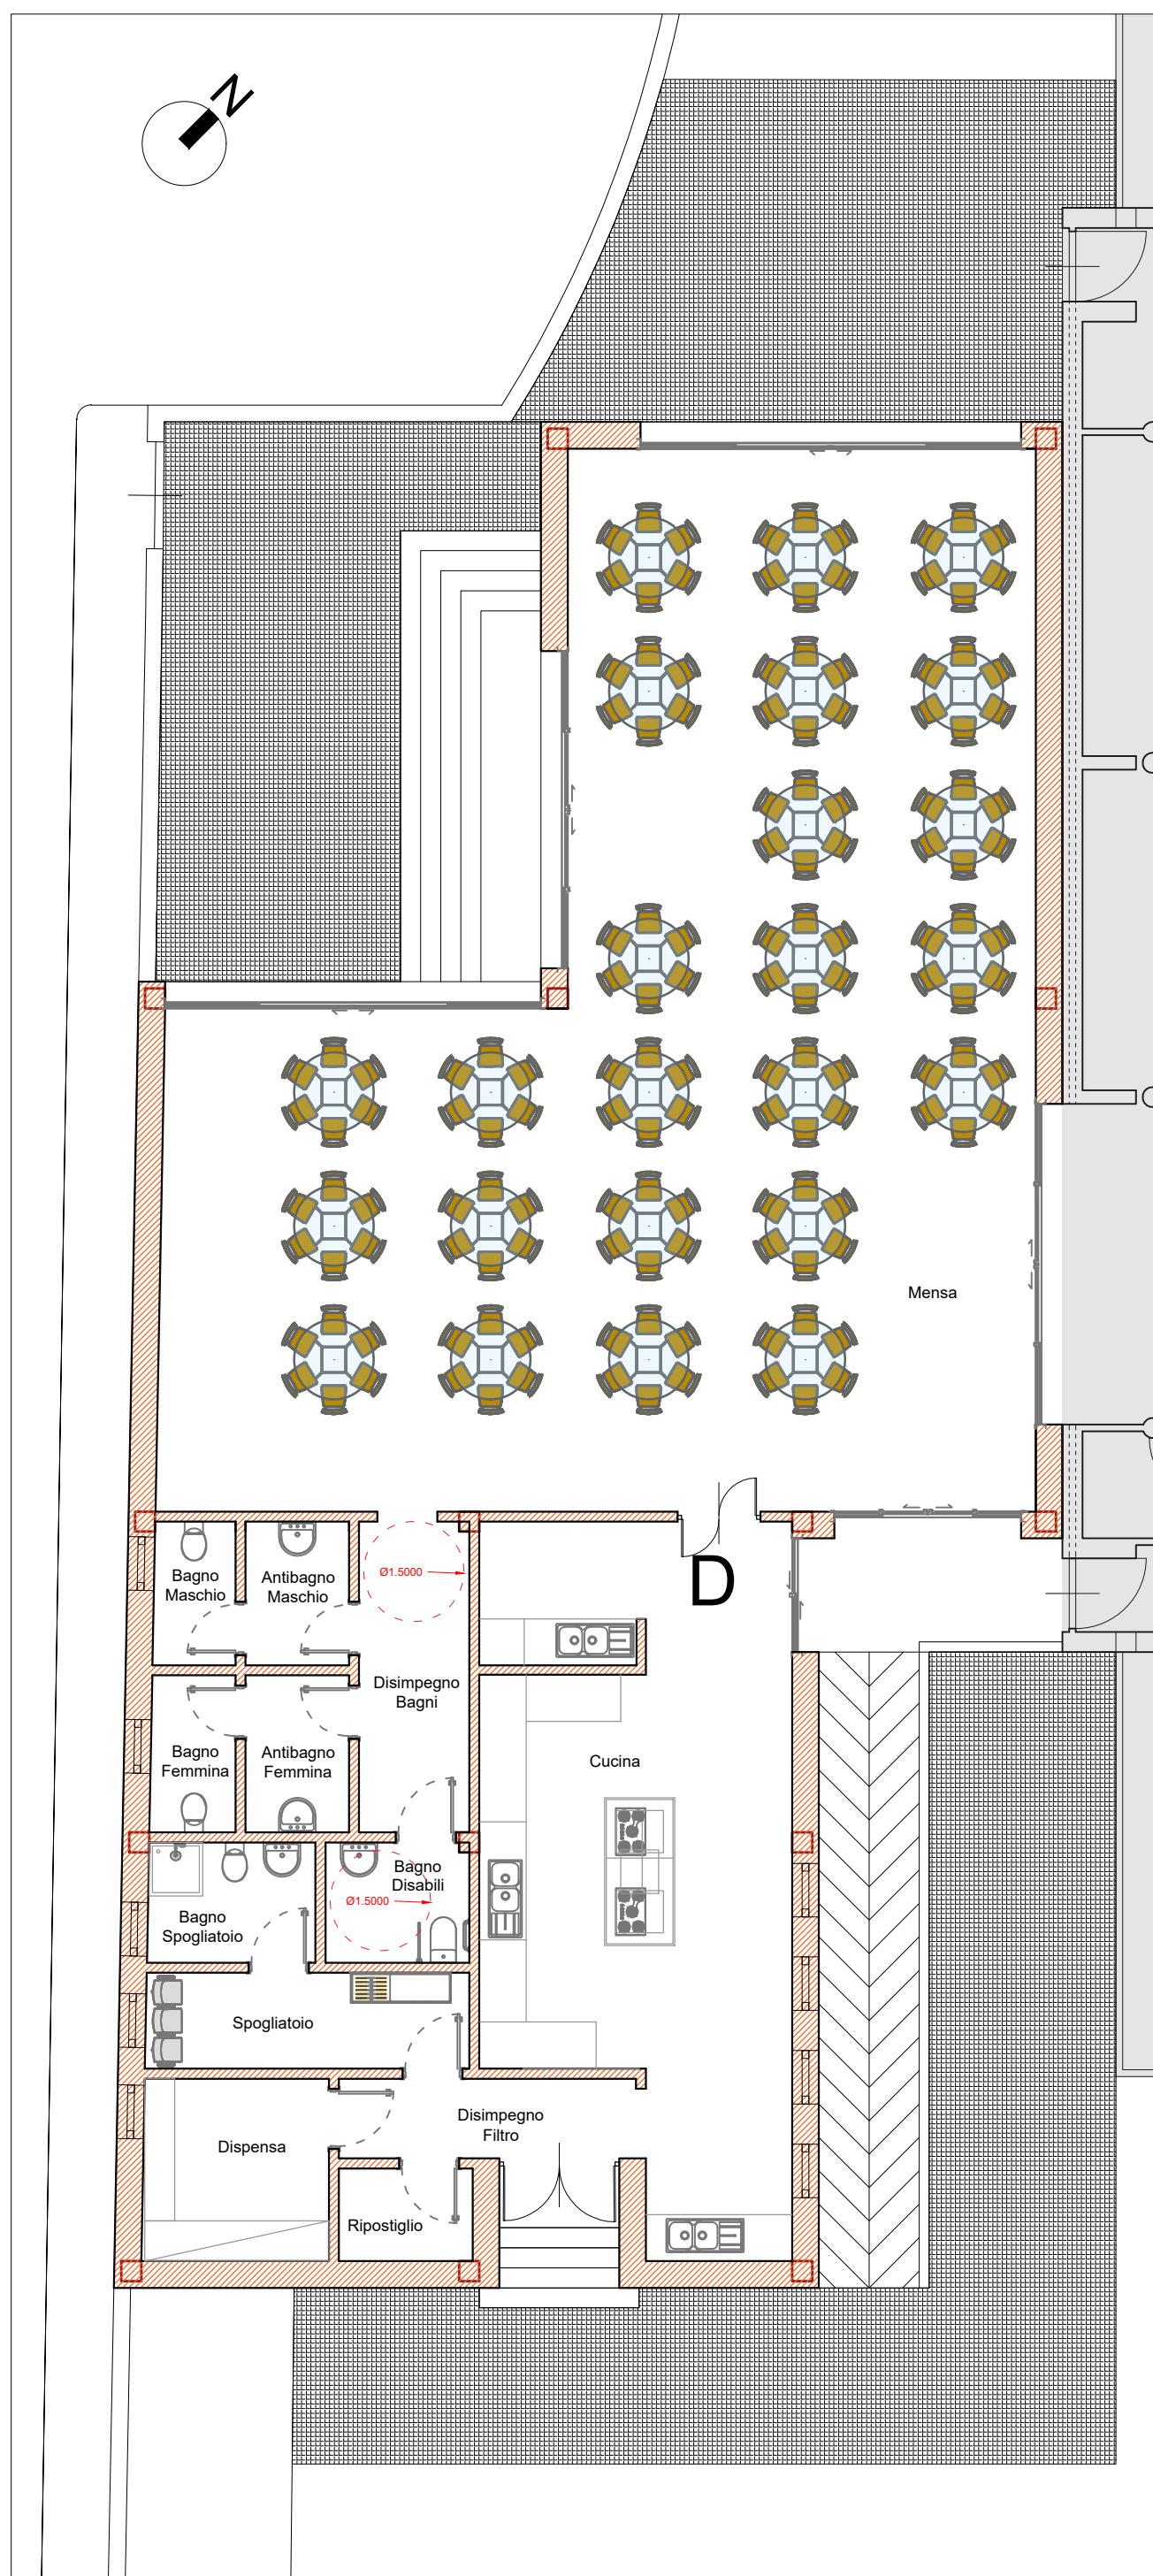 N
Mensa
D
Bagno
Maschio
Antibagno
Maschio
Ø1.5000
Disimpegno
Bagni
Bagno
Femmina
Antibagno
Femmina
Cucina
Bagno
Disabili
Ø1.5000
Bagno
Spogliatoio
Spogliatoio
Disimpegno
Filtro
Dispensa
Ripostiglio